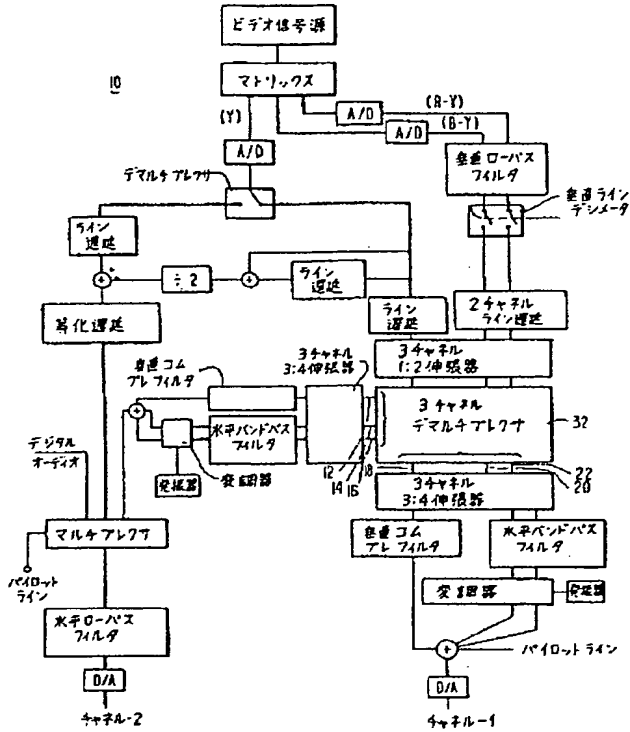 ビデオ信号源
10
マトリックス
(Y)
A/D
(R-Y)
A/D
(B-Y)
A/D
垂直ローパス
フィルタ
デマルチプレクサ
垂直ライン
デシメータ
ライン
遅延
+
+
-
÷2
+
ライン
遅延
ライン
遅延
2チャネル
ライン遅延
等化遅延
3チャネル
3:4伸張器
3チャネル
1:2伸張器
垂直コム
プレフィルタ
3チャネル
デマルチプレクサ
32
+
水平バンドパス
フィルタ
発振器
変調器
12
14
16
18
22
20
デジタル
オーディオ
3チャネル
3:4伸張器
マルチプレクサ
垂直コム
プレフィルタ
水平バンドパス
フィルタ
パイロット
ライン
変調器
発振器
水平ローパス
フィルタ
+
パイロットライン
D/A
D/A
チャネル-2
チャネル-1